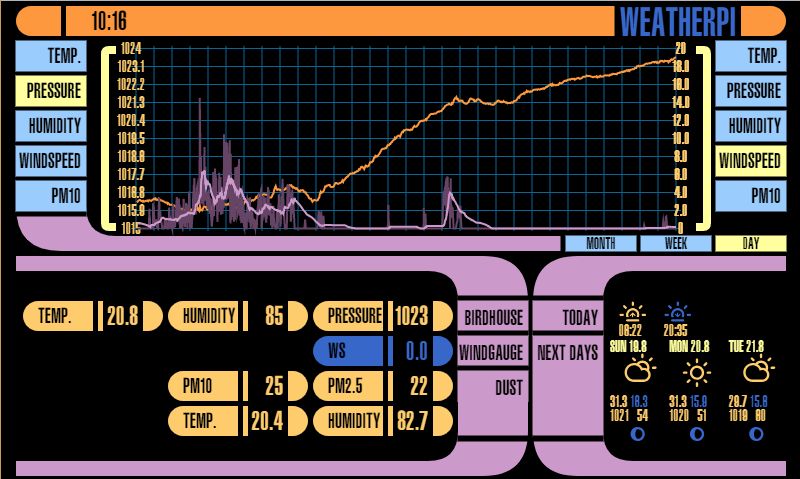 10:16 WEATHERPI
TEMP. 1024 20 TEMP.
1023.1 18.0
PRESSURE 1022.2 16.0 PRESSURE
1021.3 14.0
HUMIDITY 1020.4 12.0 HUMIDITY
1019.5 10.0
WINDSPEED 1018.6 8.0 WINDSPEED
1017.7 6.0
PM10 1016.8 4.0 PM10
1015.9 2.0
1015 0
MONTH WEEK DAY
TEMP. 20.8 HUMIDITY 85 PRESSURE 1023 BIRDHOUSE TODAY
06:22 20:35
WS 0.0 WINDGAUGE NEXT DAYS
SUN 19.8 MON 20.8 TUE 21.8
PM10 25 PM2.5 22 DUST
31.3 18.3 31.3 15.8 28.7 15.6
TEMP. 20.4 HUMIDITY 82.7
1021 54 1020 51 1019 60